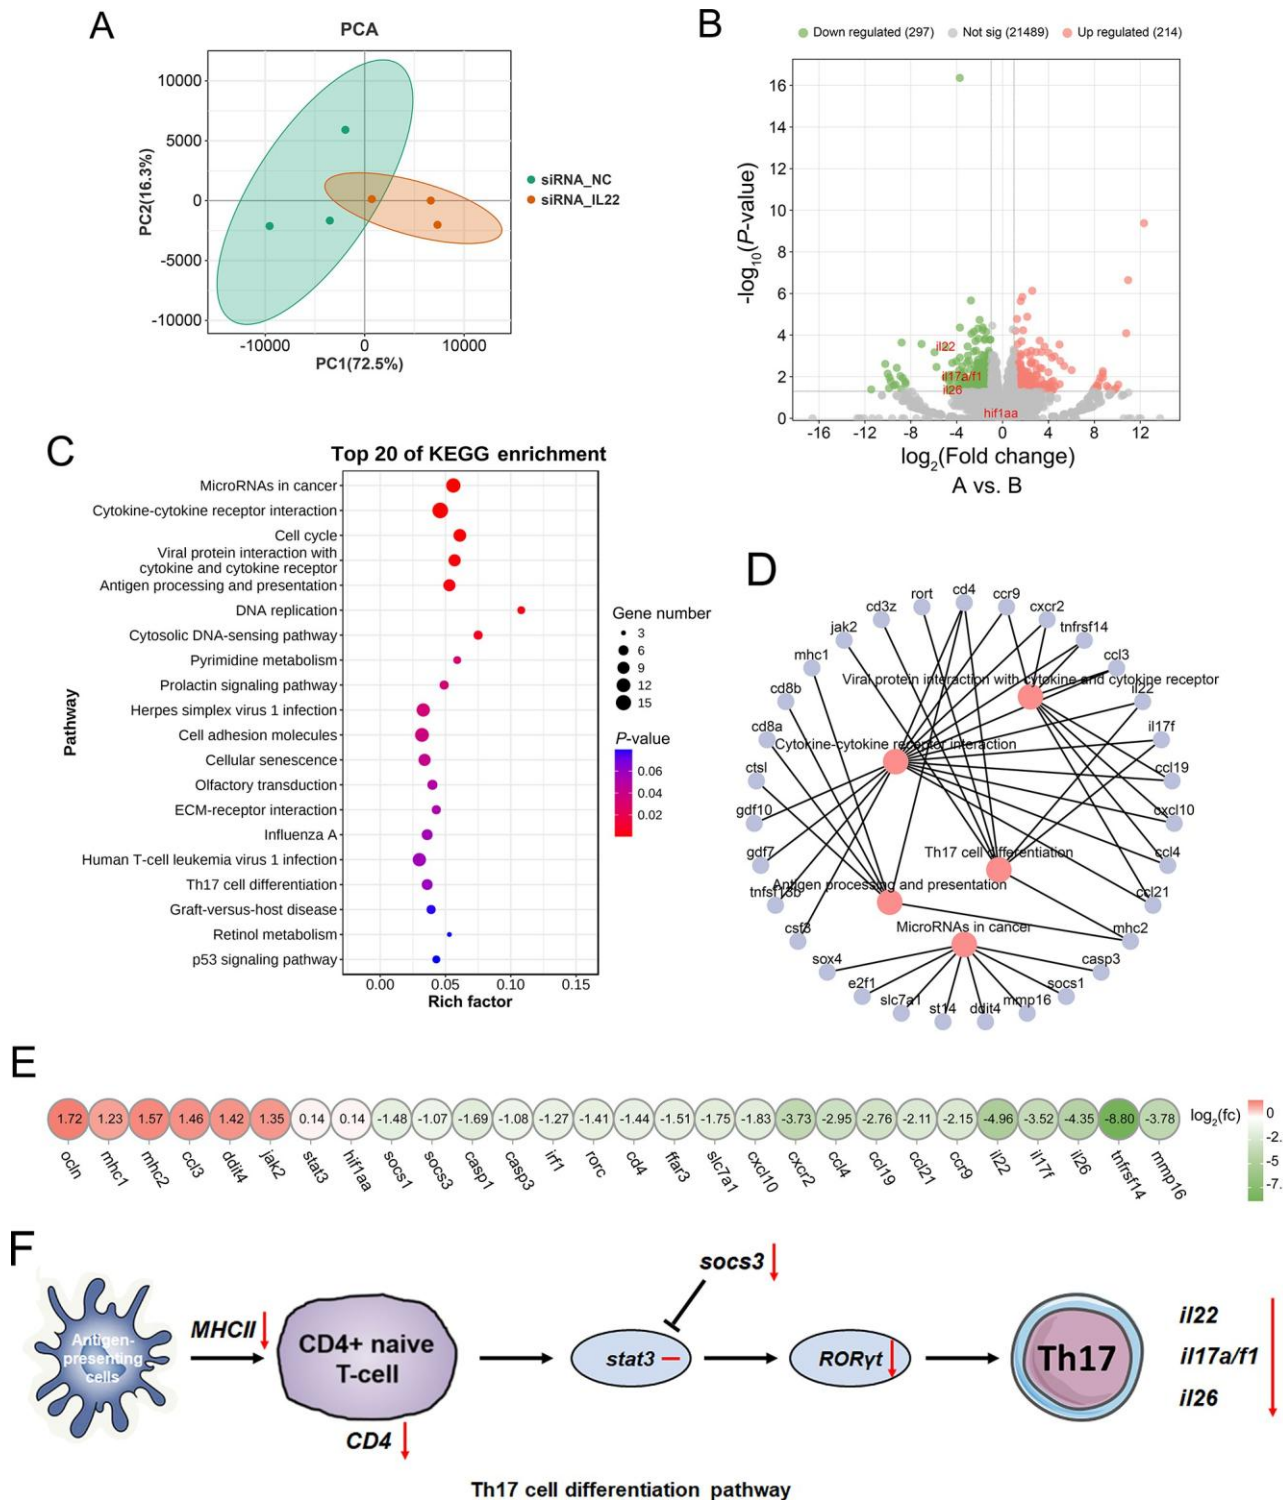 A
PCA
10000
5000
0
-5000
-10000
PC2(16.3%)
-10000
0
10000
PC1(72.5%)
siRNA_NC
siRNA_IL22
B
Down regulated (297)
Not sig (21489)
Up regulated (214)
16
14
12
10
8
6
4
2
0
-log10(P-value)
il22
il17a/f1
il26
hif1aa
-16
-12
-8
-4
0
4
8
12
log2(Fold change)
A vs. B
C
Top 20 of KEGG enrichment
Pathway
MicroRNAs in cancer
Cytokine-cytokine receptor interaction
Cell cycle
Viral protein interaction with
cytokine and cytokine receptor
Antigen processing and presentation
DNA replication
Cytosolic DNA-sensing pathway
Pyrimidine metabolism
Prolactin signaling pathway
Herpes simplex virus 1 infection
Cell adhesion molecules
Cellular senescence
Olfactory transduction
ECM-receptor interaction
Influenza A
Human T-cell leukemia virus 1 infection
Th17 cell differentiation
Graft-versus-host disease
Retinol metabolism
p53 signaling pathway
0.00
0.05
0.10
0.15
Rich factor
Gene number
3
6
9
12
15
P-value
0.06
0.04
0.02
D
cd4
rort
ccr9
cd3z
cxcr2
jak2
tnfrsf14
mhc1
ccl3
Viral protein interaction with cytokine and cytokine receptor
cd8b
il22
cd8a
il17f
Cytokine-cytokine receptor interaction
ctsl
ccl19
gdf10
cxcl10
gdf7
Th17 cell differentiation
ccl4
Antigen processing and presentation
tnfsf13b
ccl21
csf3
MicroRNAs in cancer
mhc2
sox4
casp3
e2f1
socs1
slc7a1
mmp16
st14
ddit4
E
1.72 1.23 1.57 1.46 1.42 1.35 0.14 0.14 -1.48 -1.07 -1.69 -1.08 -1.27 -1.41 -1.44 -1.51 -1.75 -1.83 -3.73 -2.95 -2.76 -2.11 -2.15 -4.96 -3.52 -4.35 -8.80 -3.78
ocln mhc1 mhc2 ccl3 ddit4 jak2 stat3 hif1aa socs1 socs3 casp1 casp3 irf1 rorc cd4 ffar3 slc7a1 cxcl10 cxcr2 ccl4 ccl19 ccl21 ccr9 il22 il17f il26 tnfrsf14 mmp16
log2(fc)
0
-2.
-5
-7.
F
Antigen-
presenting
cells
MHCII
CD4+ naive
T-cell
CD4
socs3
stat3
RORγt
Th17
il22
il17a/f1
il26
Th17 cell differentiation pathway